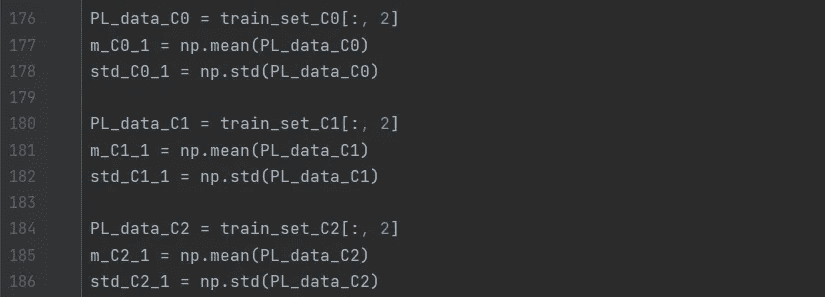 176 PL_data_C0 = train_set_C0[:, 2]
177 m_C0_1 = np.mean(PL_data_C0)
178 std_C0_1 = np.std(PL_data_C0)
179
180 PL_data_C1 = train_set_C1[:, 2]
181 m_C1_1 = np.mean(PL_data_C1)
182 std_C1_1 = np.std(PL_data_C1)
183
184 PL_data_C2 = train_set_C2[:, 2]
185 m_C2_1 = np.mean(PL_data_C2)
186 std_C2_1 = np.std(PL_data_C2)